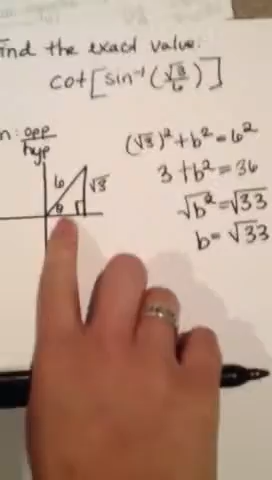 ind the exact value:
cot[sin⁻¹(√3/6)]
n: opp/hyp
(√3)² + b² = 6²
3 + b² = 36
√b² = √33
b = √33
6
√3
θ